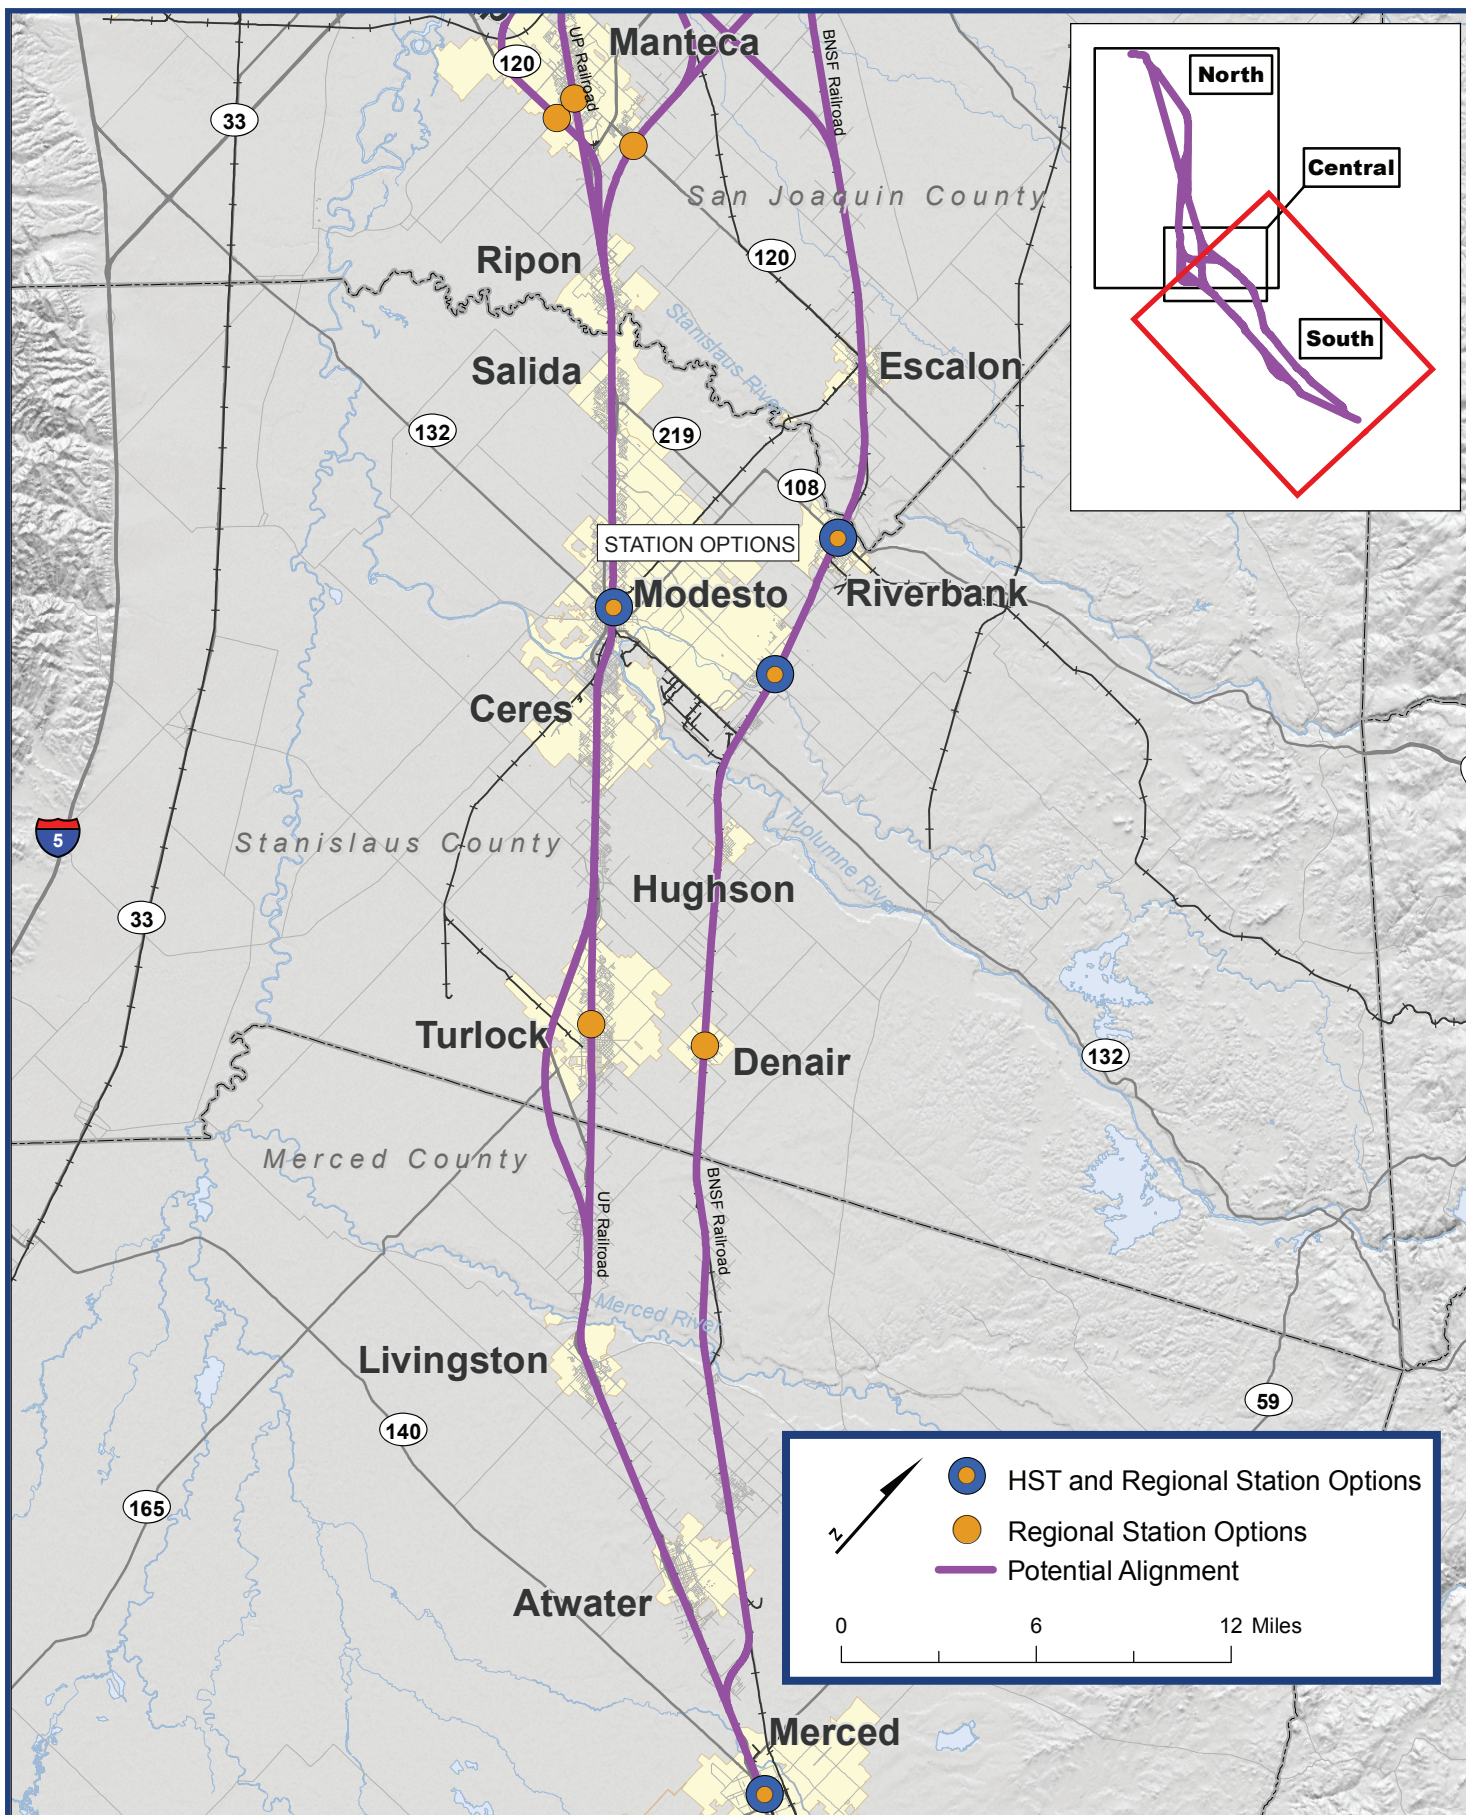 Manteca
120
UP Railroad
BNSF Railroad
33
North
Central
South
San Joaquin County
Ripon
120
Stanislaus River
Salida
Escalon
132
219
108
STATION OPTIONS
Modesto
Riverbank
Ceres
5
Stanislaus County
Tuolumne River
Hughson
33
Turlock
Denair
132
Merced County
UP Railroad
BNSF Railroad
Merced River
Livingston
59
140
165
Atwater
Merced
N
HST and Regional Station Options
Regional Station Options
Potential Alignment
0 6 12 Miles